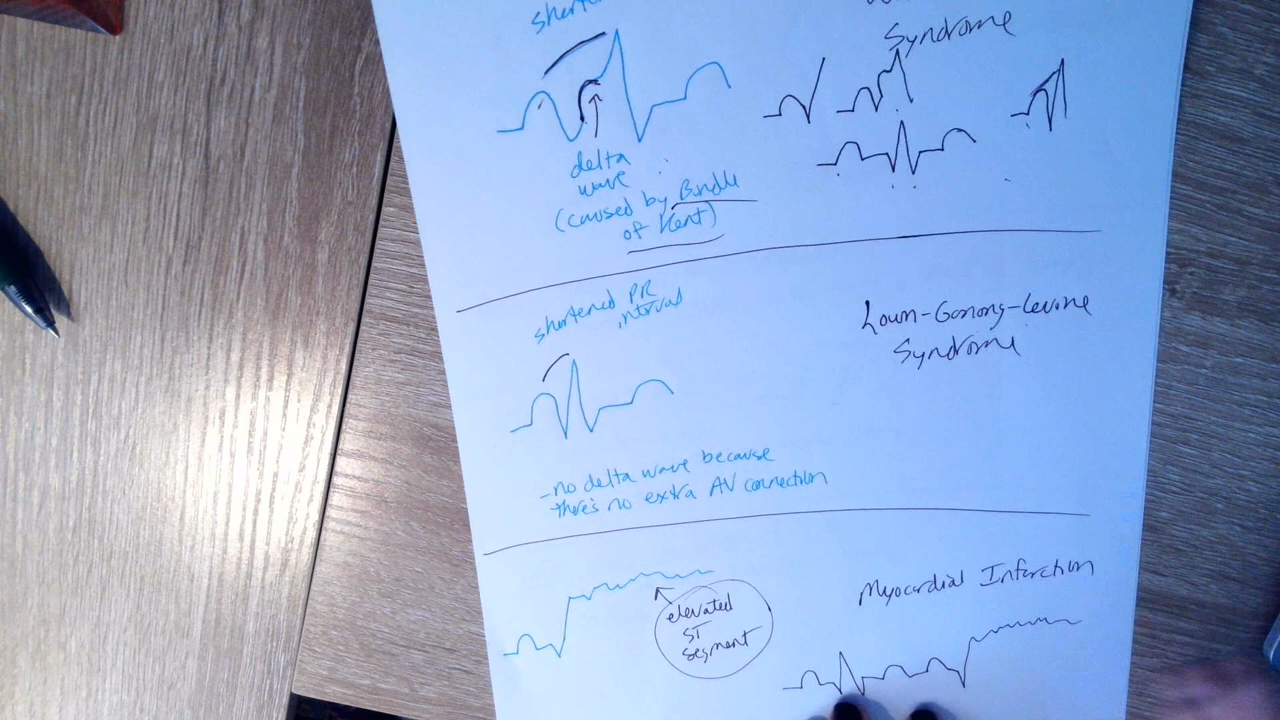 Syndrome
delta
wave
(caused by Bundle
of Kent)
shortened PR
interval
Lown-Ganong-Levine
Syndrome
-no delta wave because
there's no extra AV connection
Myocardial Infarction
elevated
ST
segment